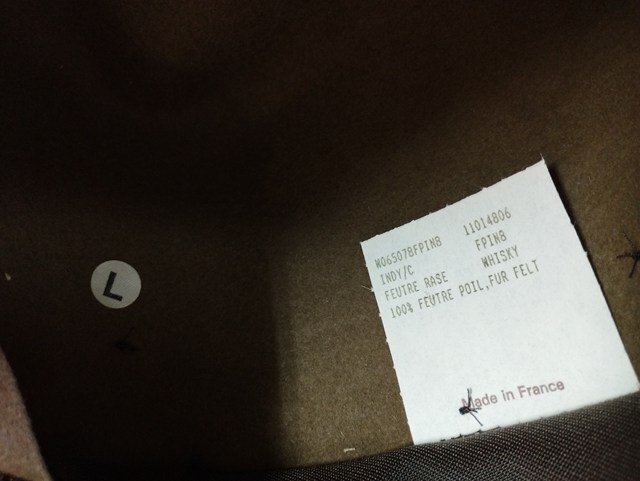 L
W06507BFPIN8 11014806
INDY/C FPIN8
FEUTRE RASE WHISKY
100% FEUTRE POIL,FUR FELT
Made in France